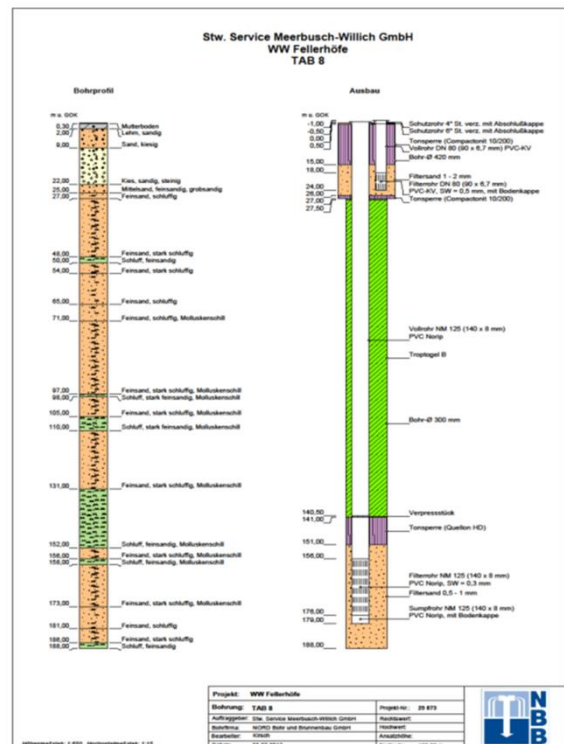 Stw. Service Meerbusch-Willich GmbH
WW Fellerhöfe
TAB 8
Bohrprofil
m u. GOK
0,30 Mutterboden
2,00 Lehm, sandig
9,00 Sand, kiesig
22,00 Kies, sandig, steinig
25,00 Mittelsand, feinsandig, grobsandig
27,00 Feinsand, schluffig
48,00 Feinsand, stark schluffig
50,00 Schluff, feinsandig
54,00 Feinsand, stark schluffig
65,00 Feinsand, schluffig
71,00 Feinsand, schluffig, Molluskenschill
97,00 Feinsand, stark schluffig, Molluskenschill
98,00 Schluff, stark feinsandig, Molluskenschill
105,00 Feinsand, stark schluffig, Molluskenschill
110,00 Schluff, stark feinsandig, Molluskenschill
131,00 Feinsand, stark schluffig, Molluskenschill
152,00 Schluff, feinsandig, Molluskenschill
156,00 Feinsand, stark schluffig, Molluskenschill
158,00 Schluff, feinsandig, Molluskenschill
173,00 Feinsand, stark schluffig, Molluskenschill
181,00 Feinsand, schluffig
186,00 Feinsand, stark schluffig
188,00 Schluff, feinsandig
Ausbau
m u. GOK
-1,00 Schutzrohr 4" St. verz. mit Abschlußkappe
-0,50 Schutzrohr 6" St. verz. mit Abschlußkappe
0,00
0,50 Tonsperre (Compactonit 10/200)
Vollrohr DN 80 (90 x 6,7 mm) PVC-KV
15,00 Bohr-Ø 420 mm
18,00 Filtersand 1 - 2 mm
24,00 Filterrohr DN 80 (90 x 6,7 mm)
26,00 PVC-KV, SW = 0,5 mm, mit Bodenkappe
27,00 Tonsperre (Compactonit 10/200)
27,50
Vollrohr NM 125 (140 x 8 mm)
PVC Norip
Troptogel B
Bohr-Ø 300 mm
140,50 Verpressstück
141,00
Tonsperre (Quellon HD)
151,00
156,00
Filterrohr NM 125 (140 x 8 mm)
PVC Norip, SW = 0,3 mm
Filtersand 0,5 - 1 mm
176,00 Sumpfrohr NM 125 (140 x 8 mm)
179,00 PVC Norip, mit Bodenkappe
188,00
Projekt: WW Fellerhöfe
Bohrung: TAB 8 Projekt-Nr.:
Auftraggeber: Stw. Service Meerbusch-Willich GmbH Rechtswert:
Bohrfirma: NORD Bohr und Brunnenbau GmbH Hochwert:
Bearbeiter: Kirsch Ansatzhöhe:
NBB